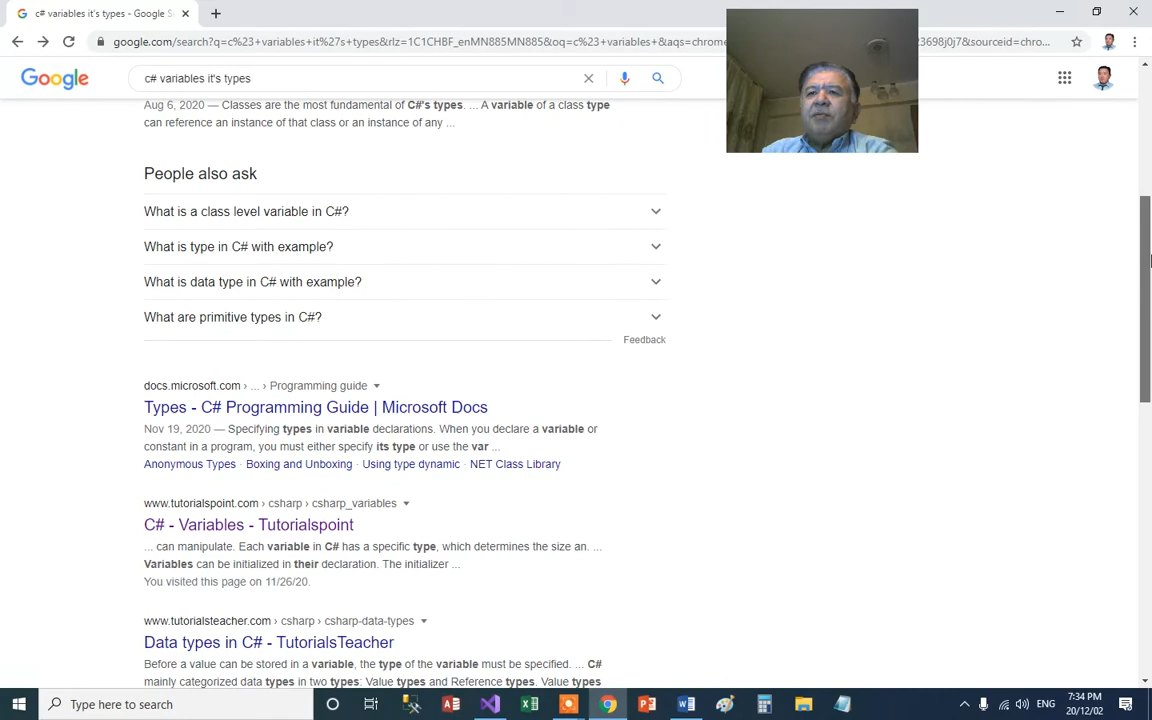 c# variables it's types - Google S
google.com/search?q=c%23+variables+it%27s+types&rlz=1C1CHBF_enMN885MN885&oq=c%23+variables+&aqs=chrome
3698j0j7&sourceid=chro...
Google
c# variables it's types
Aug 6, 2020 — Classes are the most fundamental of C#'s types. ... A variable of a class type
can reference an instance of that class or an instance of any ...
People also ask
What is a class level variable in C#?
What is type in C# with example?
What is data type in C# with example?
What are primitive types in C#?
Feedback
docs.microsoft.com › ... › Programming guide
Types - C# Programming Guide | Microsoft Docs
Nov 19, 2020 — Specifying types in variable declarations. When you declare a variable or
constant in a program, you must either specify its type or use the var ...
Anonymous Types · Boxing and Unboxing · Using type dynamic · NET Class Library
www.tutorialspoint.com › csharp › csharp_variables
C# - Variables - Tutorialspoint
... can manipulate. Each variable in C# has a specific type, which determines the size an. ...
Variables can be initialized in their declaration. The initializer ...
You visited this page on 11/26/20.
www.tutorialsteacher.com › csharp › csharp-data-types
Data types in C# - TutorialsTeacher
Before a value can be stored in a variable, the type of the variable must be specified. ... C#
mainly categorized data types in two types: Value types and Reference types. Value types
Type here to search
ENG
7:34 PM
20/12/02